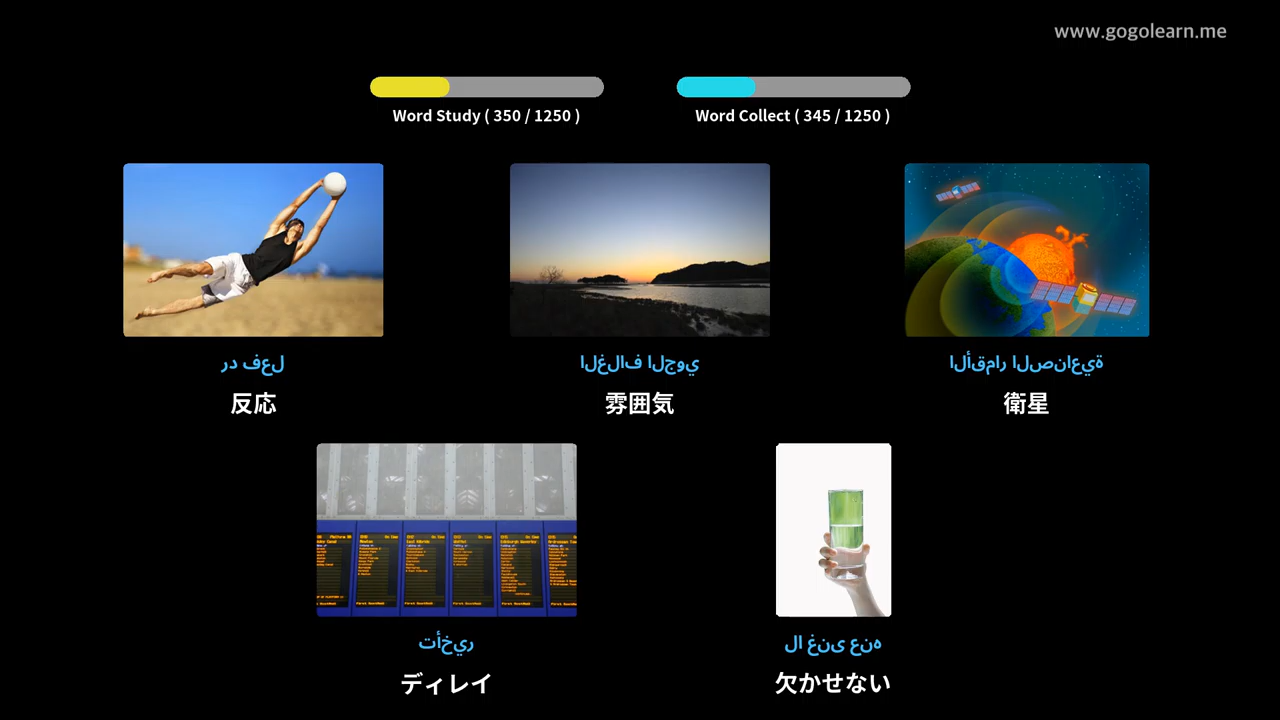 www.gogolearn.me
Word Study ( 350 / 1250 )
Word Collect ( 345 / 1250 )
رد فعل
الغلاف الجوي
الأقمار الصناعية
反応
雰囲気
衛星
تأخير
لا غنى عنه
ディレイ
欠かせない